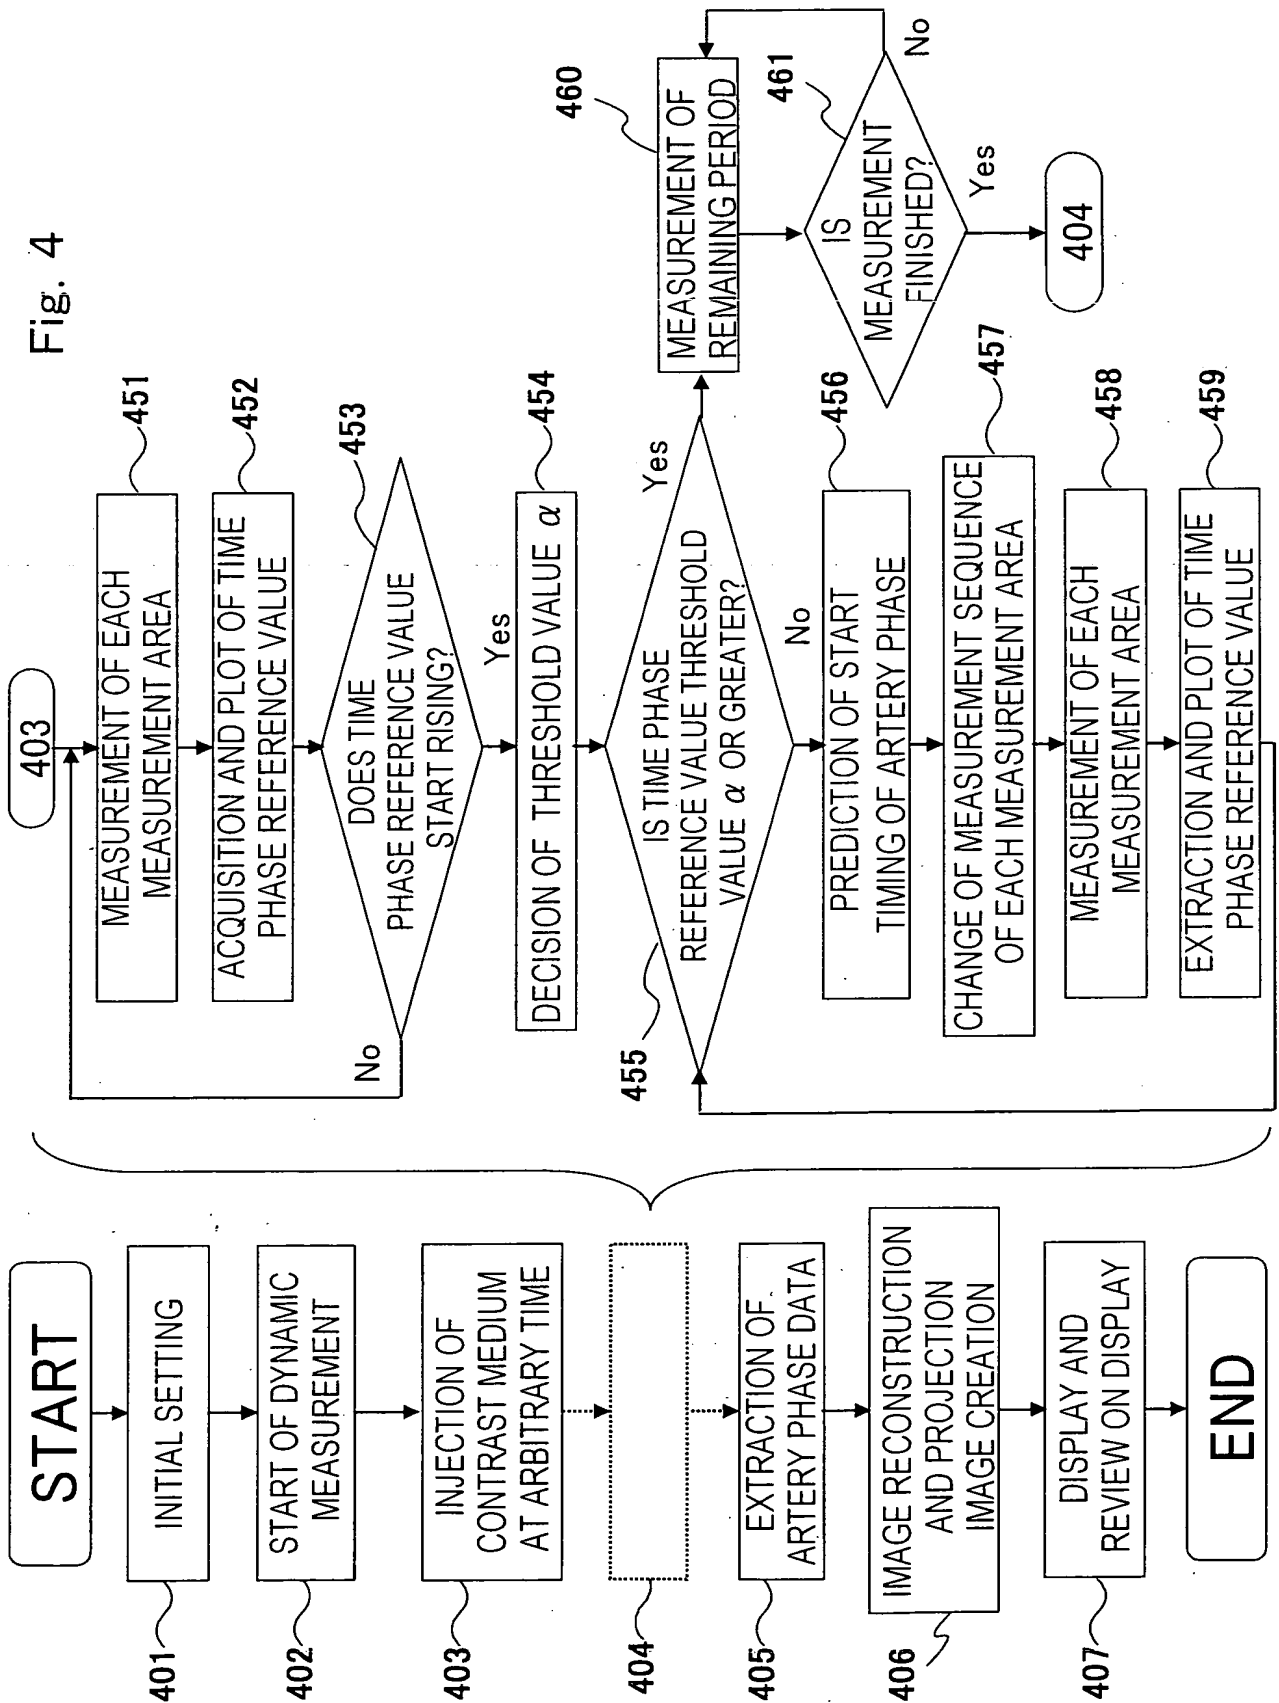 Fig. 4
START
401
INITIAL SETTING
402
START OF DYNAMIC
MEASUREMENT
403
INJECTION OF
CONTRAST MEDIUM
AT ARBITRARY TIME
404
405
EXTRACTION OF
ARTERY PHASE DATA
406
IMAGE RECONSTRUCTION
AND PROJECTION
IMAGE CREATION
407
DISPLAY AND
REVIEW ON DISPLAY
END
403
451
MEASUREMENT OF EACH
MEASUREMENT AREA
452
ACQUISITION AND PLOT OF TIME
PHASE REFERENCE VALUE
453
DOES TIME
PHASE REFERENCE VALUE
START RISING?
No
Yes
454
DECISION OF THRESHOLD VALUE α
455
IS TIME PHASE
REFERENCE VALUE THRESHOLD
VALUE α OR GREATER?
Yes
No
456
PREDICTION OF START
TIMING OF ARTERY PHASE
457
CHANGE OF MEASUREMENT SEQUENCE
OF EACH MEASUREMENT AREA
458
MEASUREMENT OF EACH
MEASUREMENT AREA
459
EXTRACTION AND PLOT OF TIME
PHASE REFERENCE VALUE
460
MEASUREMENT OF
REMAINING PERIOD
461
IS
MEASUREMENT
FINISHED?
No
Yes
404